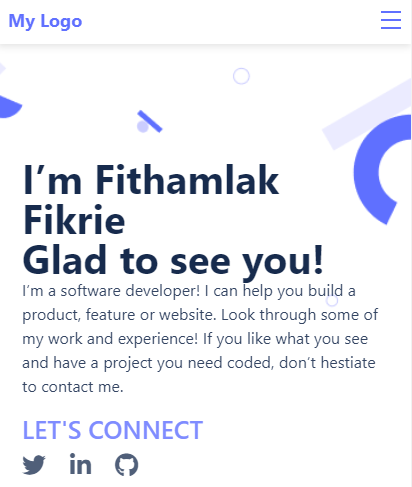 My Logo
I’m Fithamlak
Fikrie
Glad to see you!
I’m a software developer! I can help you build a
product, feature or website. Look through some of
my work and experience! If you like what you see
and have a project you need coded, don’t hestiate
to contact me.
LET'S CONNECT
in